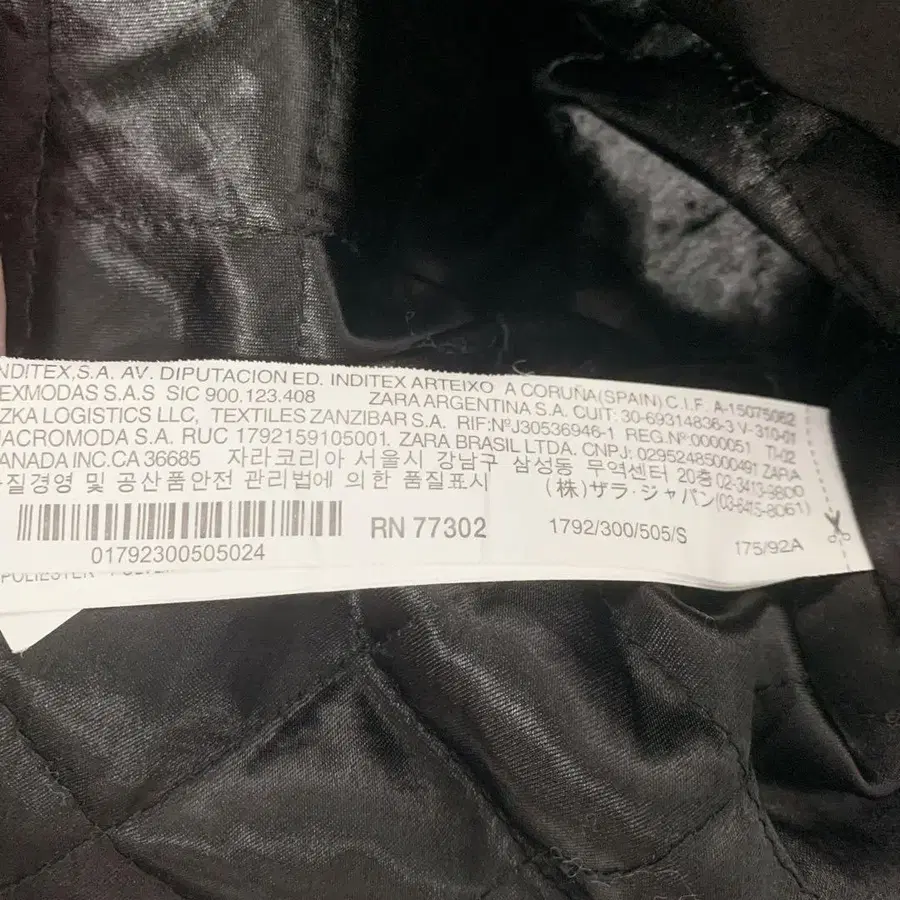 INDITEX,S.A. AV. DIPUTACION ED. INDITEX ARTEIXO A CORUÑA(SPAIN) C.I.F. A-15075062
EXMODAS S.A.S SIC 900.123.408 ZARA ARGENTINA S.A. CUIT: 30-69314836-3 V-310-01
ZKA LOGISTICS LLC, TEXTILES ZANZIBAR S.A. RIF:NºJ30536946-1 REG.Nº:0000051 TI-02
ACROMODA S.A. RUC 1792159105001. ZARA BRASIL LTDA. CNPJ: 02952485000491 ZARA
CANADA INC.CA 36685 자라코리아 서울시 강남구 삼성동 무역센터 20층 02-3413-9800
품질경영 및 공산품안전 관리법에 의한 품질표시 (株)ザラ・ジャパン(03-6415-8061)
RN 77302 1792/300/505/S 175/92A
01792300505024
POLIESTER